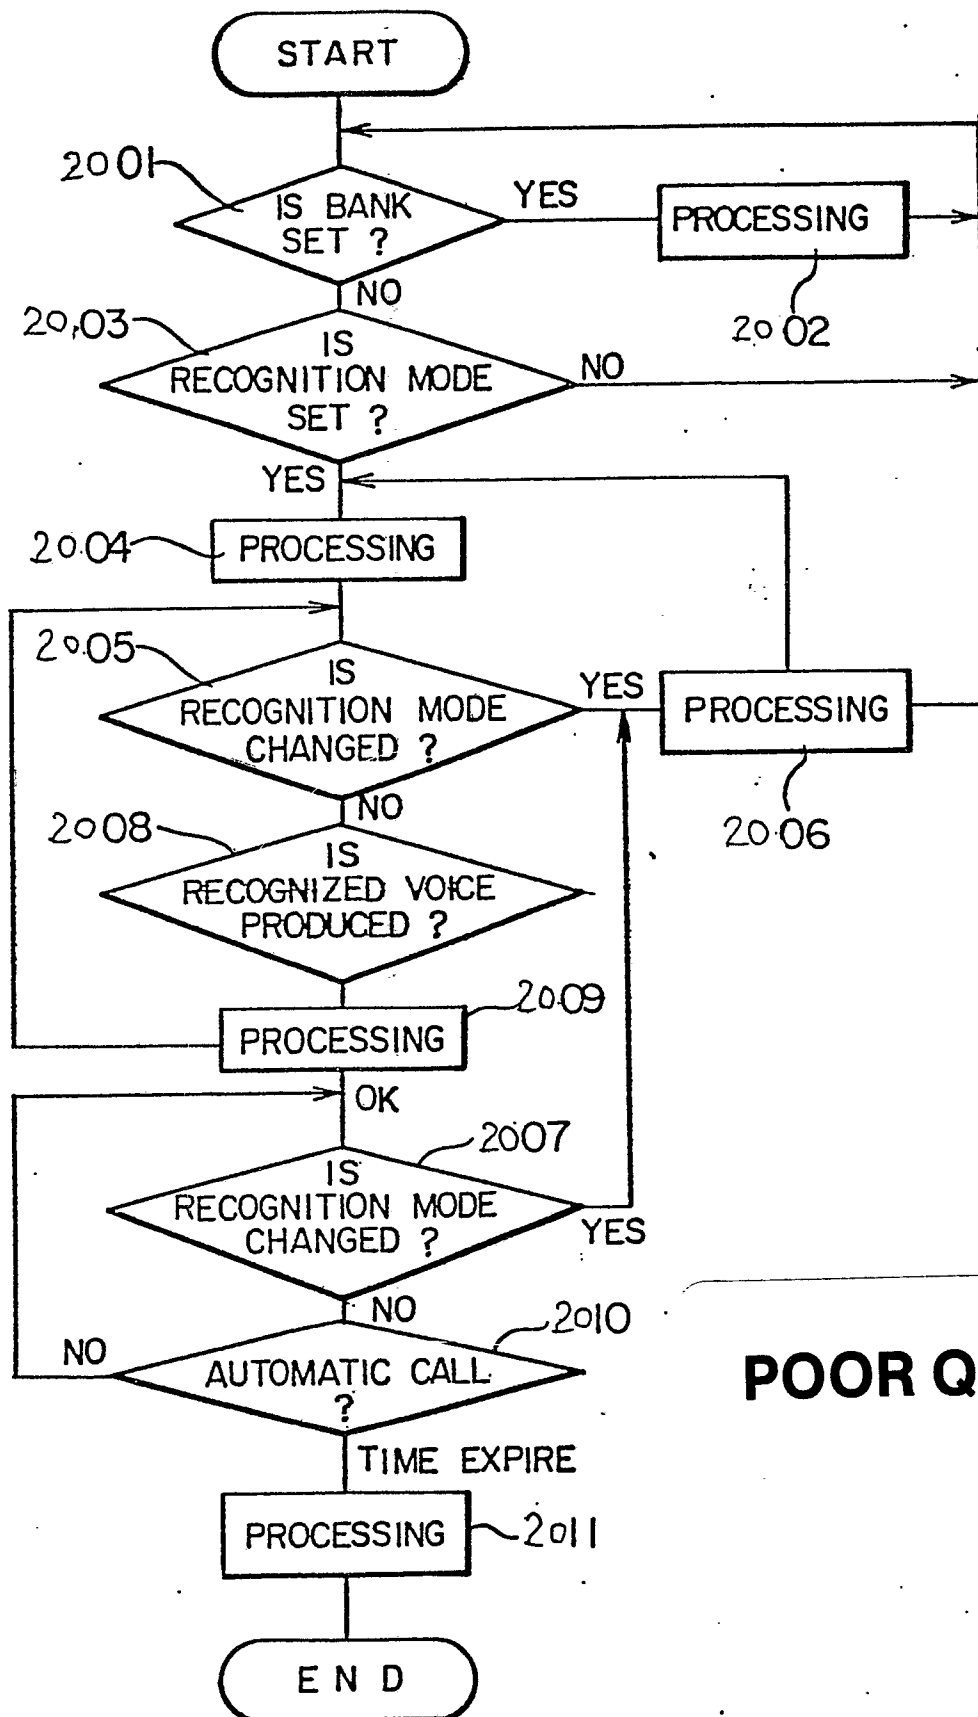 START
2001
IS BANK
SET ?
YES
PROCESSING
2002
NO
2003
IS
RECOGNITION MODE
SET ?
NO
YES
2004
PROCESSING
2005
IS
RECOGNITION MODE
CHANGED ?
YES
PROCESSING
2006
NO
2008
IS
RECOGNIZED VOICE
PRODUCED ?
2009
PROCESSING
OK
2007
IS
RECOGNITION MODE
CHANGED ?
YES
NO
2010
NO
AUTOMATIC CALL
?
POOR Q
TIME EXPIRE
PROCESSING
2011
END